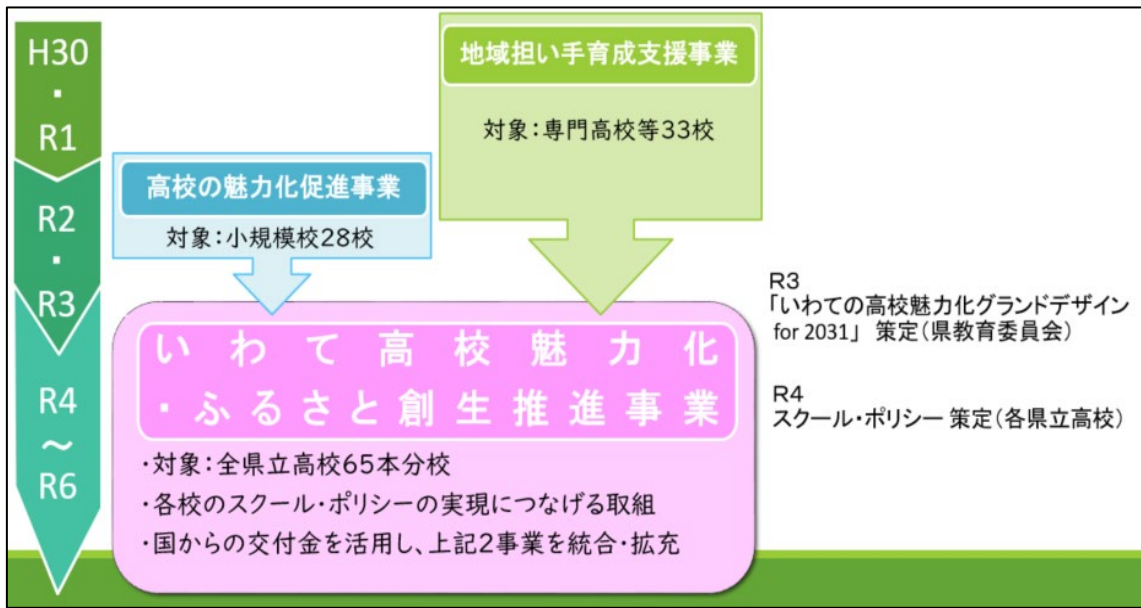 H30
・
R1
R2
・
R3
R4
～
R6
地域担い手育成支援事業
対象：専門高校等33校
高校の魅力化促進事業
対象：小規模校28校
いわて高校魅力化
・ふるさと創生推進事業
・対象：全県立高校65本分校
・各校のスクール・ポリシーの実現につなげる取組
・国からの交付金を活用し、上記2事業を統合・拡充
R3
「いわての高校魅力化グランドデザイン
for 2031」 策定（県教育委員会）
R4
スクール・ポリシー 策定（各県立高校）